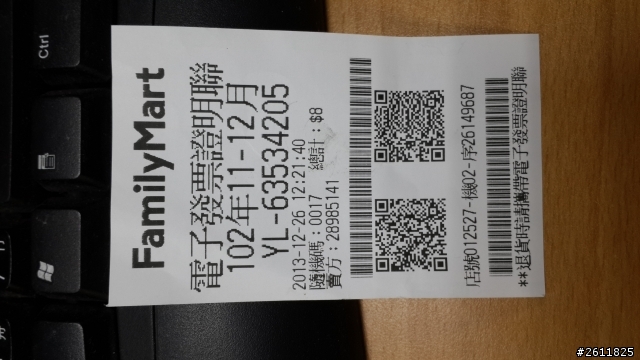 FamilyMart
電子發票證明聯
102年11-12月
YL-63534205
2013-12-26 12:21:40
隨機碼:0017 總計:$8
賣方:28985141
店號012527-機02-序26149687
**退貨時請攜帶電子發票證明聯
Ctrl
#2611825